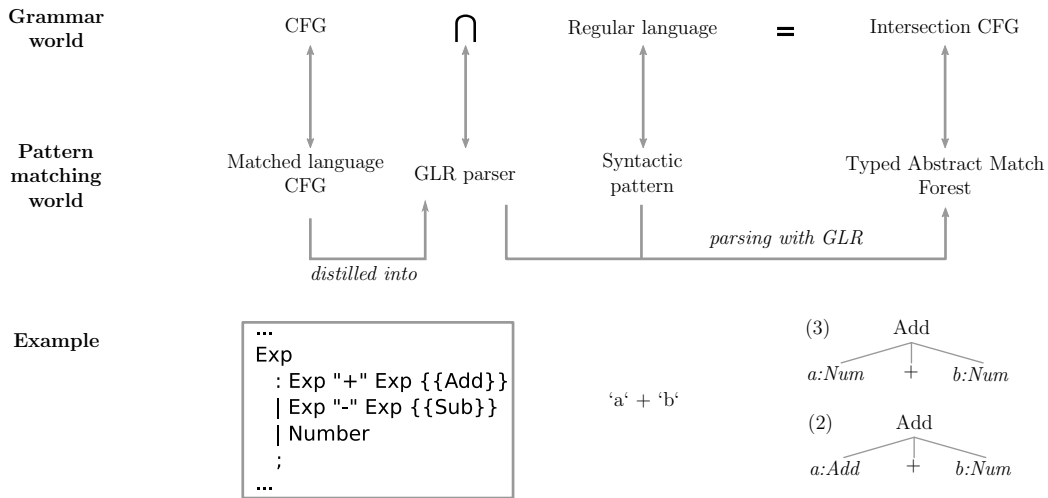 Grammar
world
CFG
∩
Regular language
=
Intersection CFG
Pattern
matching
world
Matched language
CFG
GLR parser
Syntactic
pattern
Typed Abstract Match
Forest
distilled into
parsing with GLR
Example
...
Exp
: Exp "+" Exp {{Add}}
| Exp "-" Exp {{Sub}}
| Number
;
...
‘a‘ + ‘b‘
(3) Add
a:Num + b:Num
(2) Add
a:Add + b:Num